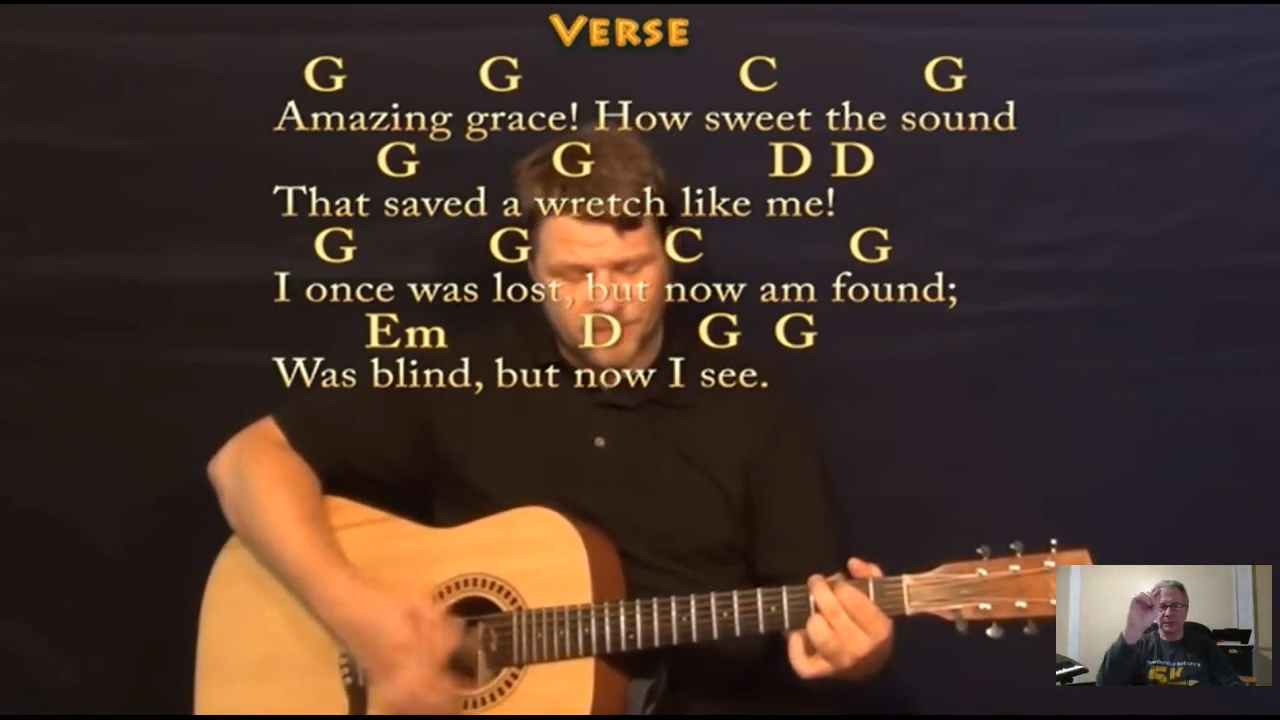 VERSE
G G C G
Amazing grace! How sweet the sound
G G D D
That saved a wretch like me!
G G C G
I once was lost, but now am found;
Em D G G
Was blind, but now I see.
5K